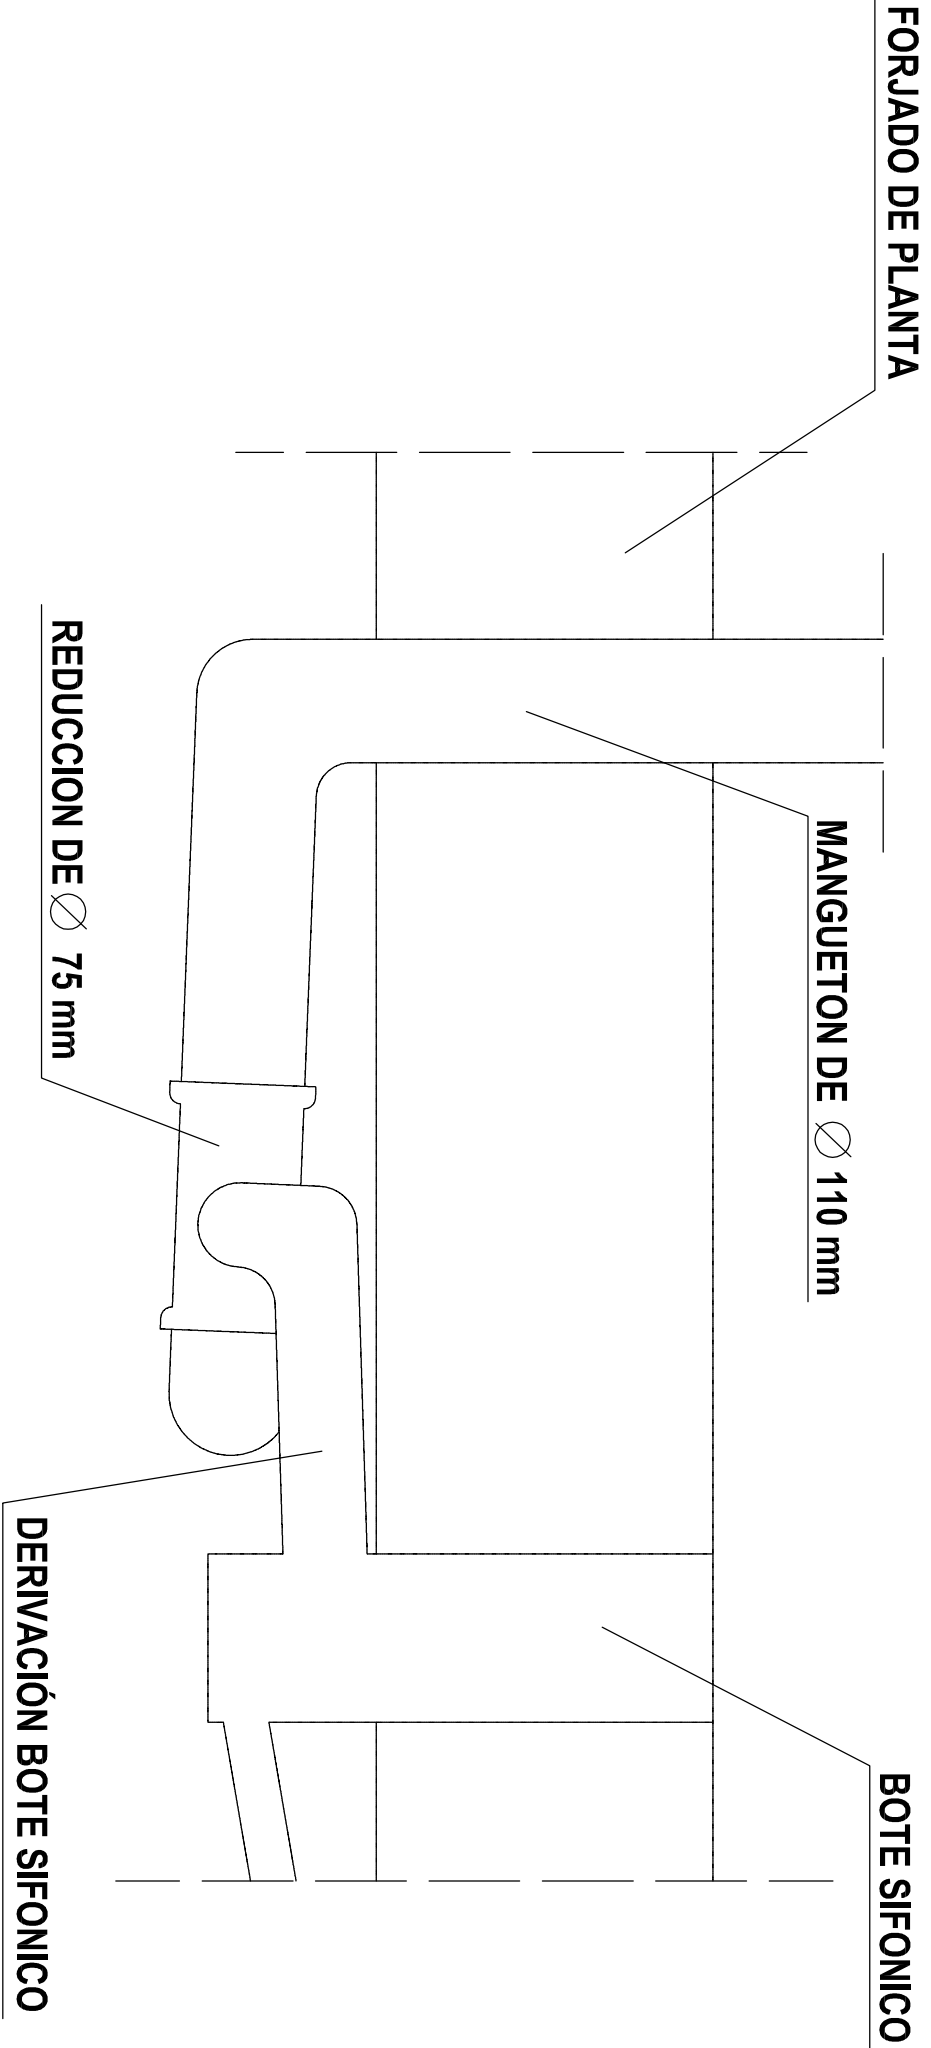 FORJADO DE PLANTA
BOTE SIFONICO
MANGUETON DE Ø 110 mm
REDUCCION DE Ø 75 mm
DERIVACIÓN BOTE SIFONICO